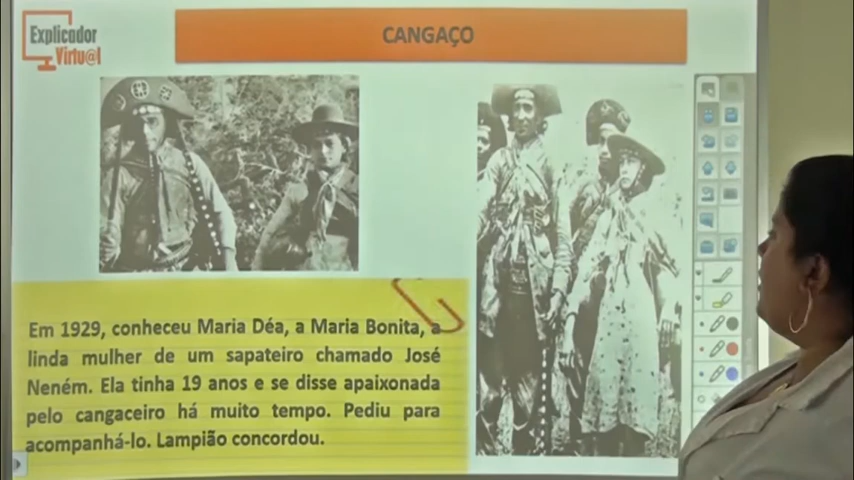 Explicador
Virtu@l
CANGAÇO
Em 1929, conheceu Maria Déa, a Maria Bonita, a
linda mulher de um sapateiro chamado José
Neném. Ela tinha 19 anos e se disse apaixonada
pelo cangaceiro há muito tempo. Pediu para
acompanhá-lo. Lampião concordou.